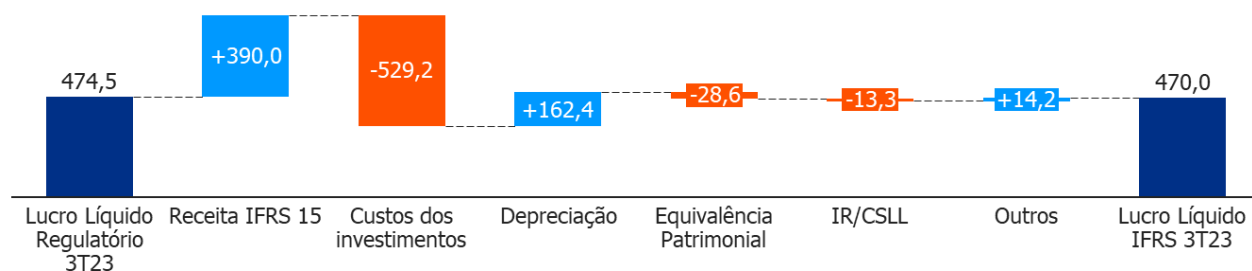 474,5
+390,0
-529,2
+162,4
-28,6
-13,3
+14,2
470,0
Lucro Líquido
Regulatório
3T23
Receita IFRS 15
Custos dos
investimentos
Depreciação
Equivalência
Patrimonial
IR/CSLL
Outros
Lucro Líquido
IFRS 3T23